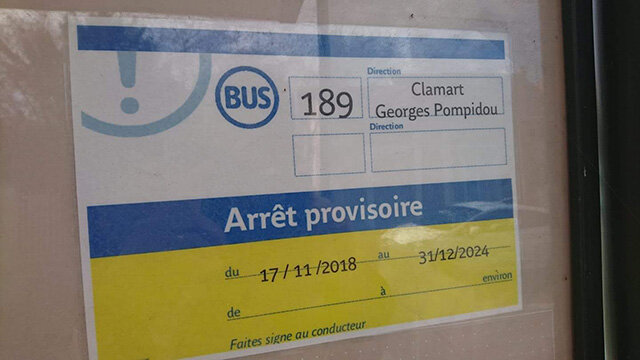 !
BUS
189
Direction
Clamart
Georges Pompidou
Direction
Arrêt provisoire
du 17/11/2018 au 31/12/2024
de à environ
Faites signe au conducteur